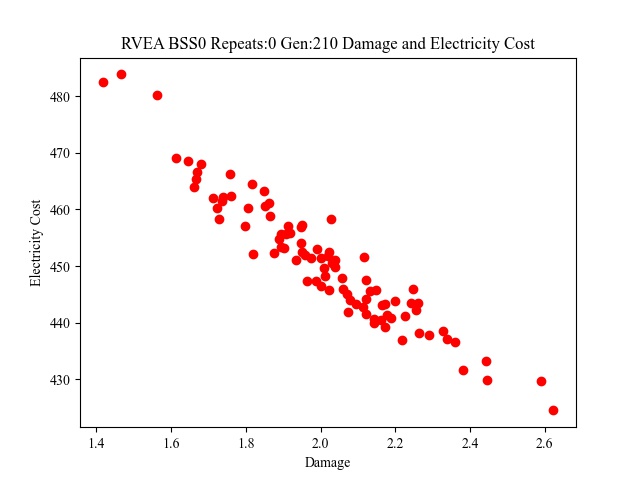 RVEA BSS0 Repeats:0 Gen:210 Damage and Electricity Cost
480
470
460
450
440
430
Electricity Cost
1.4 1.6 1.8 2.0 2.2 2.4 2.6
Damage